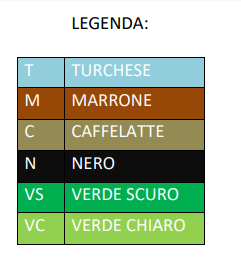 LEGENDA:
T TURCHESE
M MARRONE
C CAFFELATTE
N NERO
VS VERDE SCURO
VC VERDE CHIARO